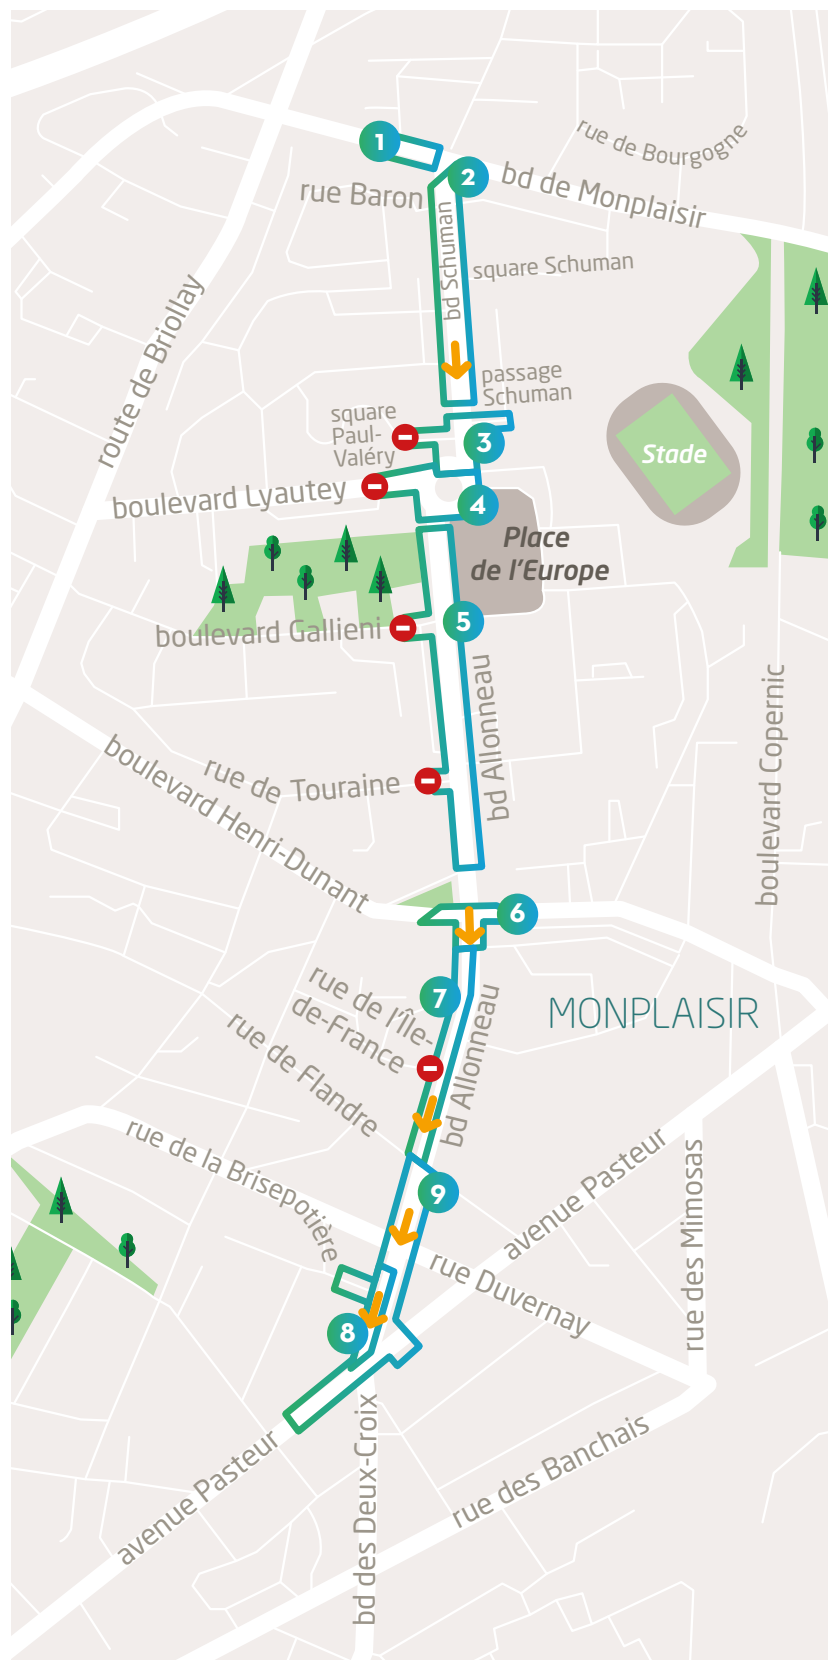 rue de Bourgogne
1
2
bd de Monplaisir
rue Baron
bd Schuman
square Schuman
route de Briollay
passage
Schuman
square
Paul-
Valéry
3
Stade
boulevard Lyautey
4
Place
de l'Europe
5
boulevard Gallieni
bd Allonneau
boulevard Copernic
boulevard Henri-Dunant
rue de Touraine
6
7
rue de l'Île-
de-France
MONPLAISIR
rue de Flandre
bd Allonneau
rue de la Brisepotière
9
avenue Pasteur
rue des Mimosas
rue Duvernay
8
avenue Pasteur
bd des Deux-Croix
rue des Banchais